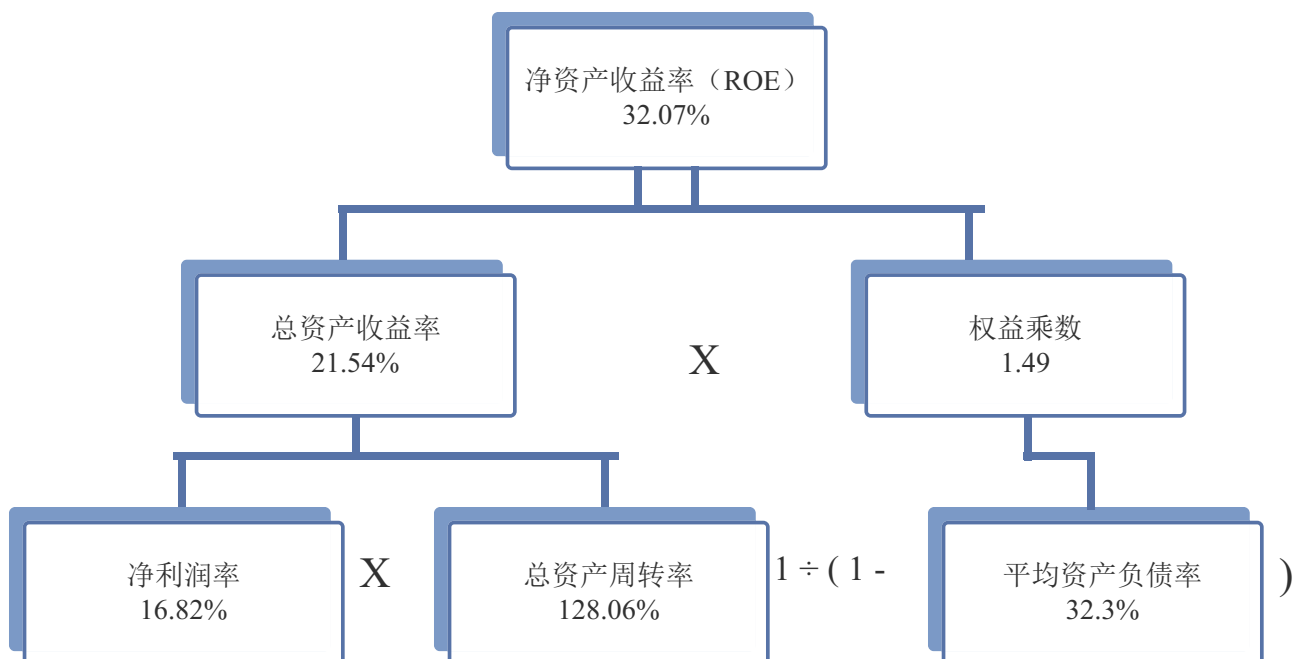 净资产收益率（ROE）
32.07%
总资产收益率
21.54%
X
权益乘数
1.49
净利润率
16.82%
X
总资产周转率
128.06%
1 ÷ ( 1 -
平均资产负债率
32.3%
)